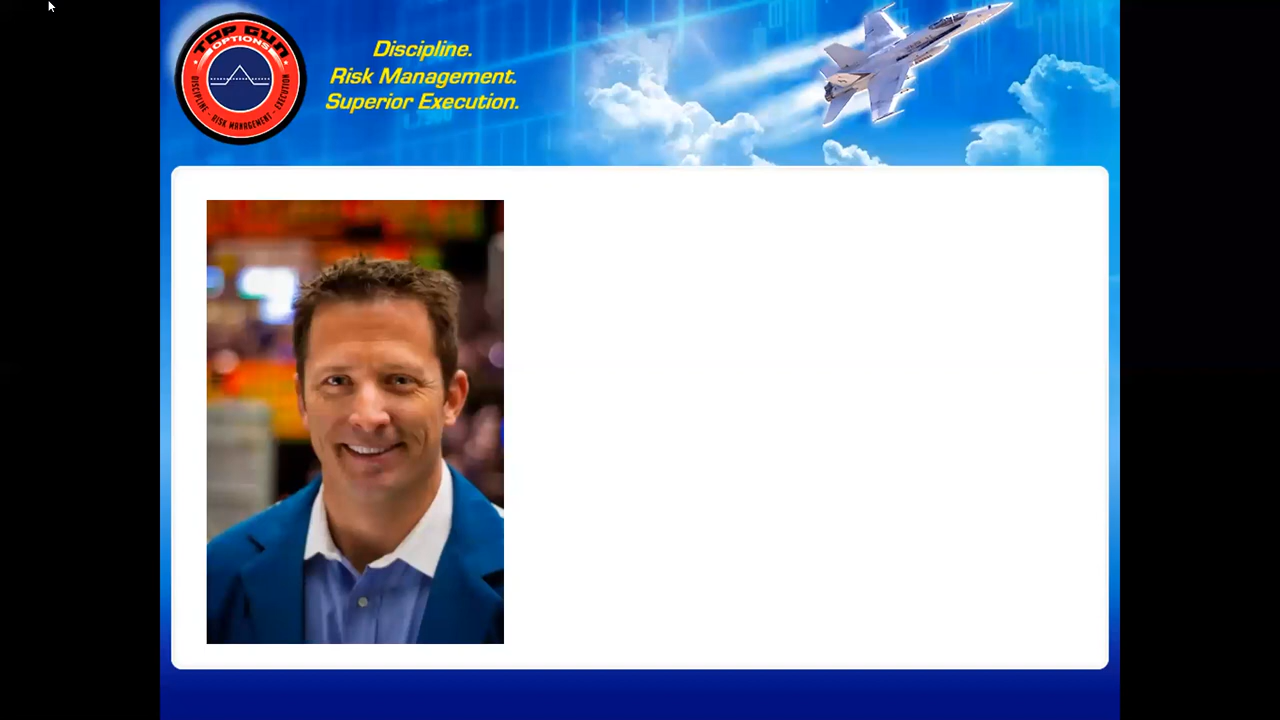 TOP GUN
OPTIONS
DISCIPLINE - RISK MANAGEMENT - EXECUTION
Discipline.
Risk Management.
Superior Execution.